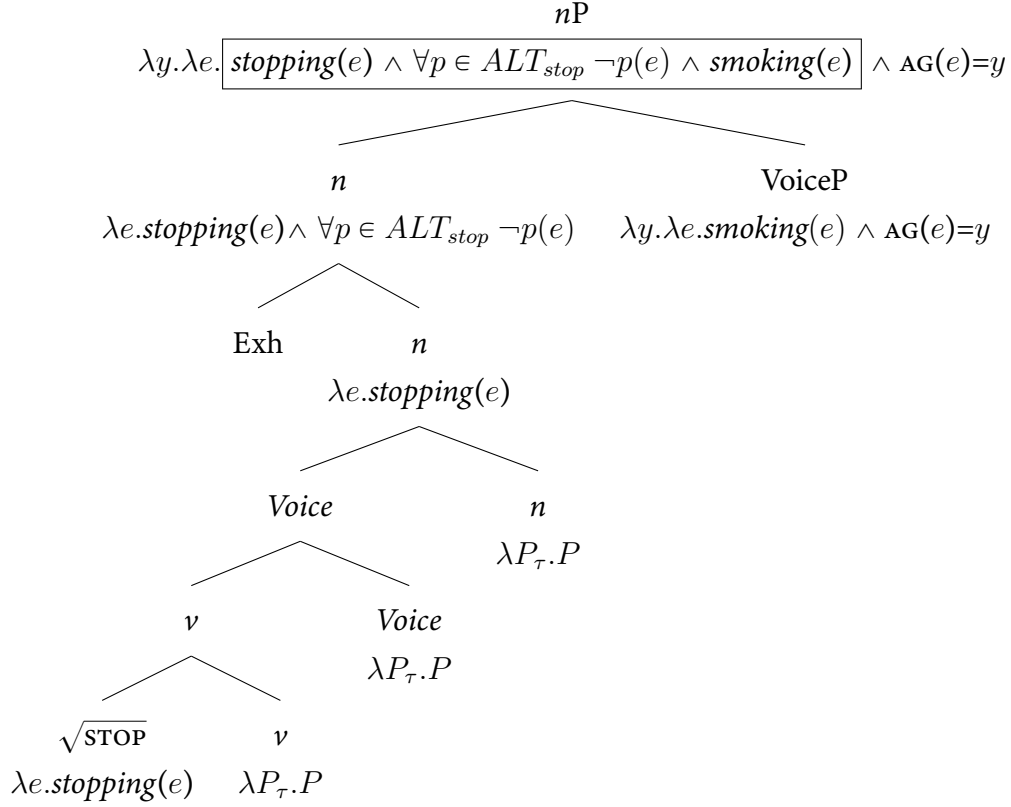 nP
λy.λe. stopping(e) ∧ ∀p ∈ ALT_stop ¬p(e) ∧ smoking(e) ∧ AG(e)=y
n VoiceP
λe.stopping(e)∧ ∀p ∈ ALT_stop ¬p(e) λy.λe.smoking(e) ∧ AG(e)=y
Exh n
λe.stopping(e)
Voice n
λP_τ.P
v Voice
λP_τ.P
√STOP v
λe.stopping(e) λP_τ.P